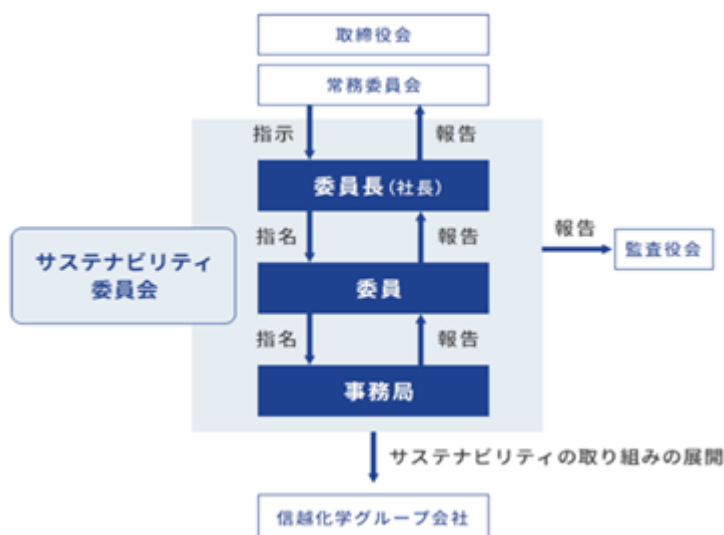 取締役会
常務委員会
指示
報告
委員長(社長)
指名
報告
報告
監査役会
サステナビリティ
委員会
委員
指名
報告
事務局
サステナビリティの取り組みの展開
信越化学グループ会社